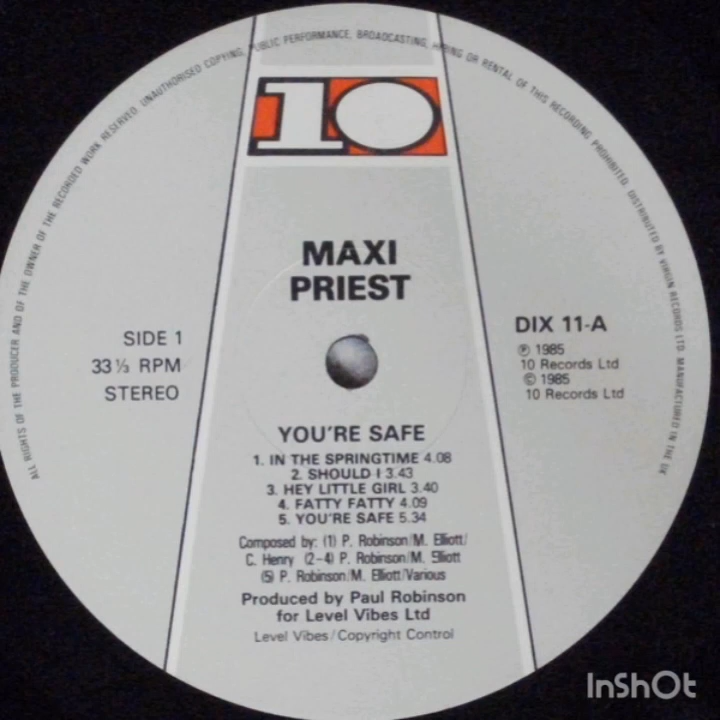 ALL RIGHTS OF THE PRODUCER AND OF THE OWNER OF THE RECORDED WORK RESERVED. UNAUTHORISED COPYING, PUBLIC PERFORMANCE, BROADCASTING, HIRING OR RENTAL OF THIS RECORDING PROHIBITED. DISTRIBUTED BY VIRGIN RECORDS LTD. MANUFACTURED IN THE UK
10
MAXI
PRIEST
SIDE 1
33⅓ RPM
STEREO
DIX 11-A
℗ 1985
10 Records Ltd
© 1985
10 Records Ltd
YOU'RE SAFE
1. IN THE SPRINGTIME 4.08
2. SHOULD I 3.43
3. HEY LITTLE GIRL 3.40
4. FATTY FATTY 4.09
5. YOU'RE SAFE 5.34
Composed by: (1) P. Robinson/M. Elliott/
C. Henry (2-4) P. Robinson/M. Elliott
(5) P. Robinson/M. Elliott/Various
Produced by Paul Robinson
for Level Vibes Ltd
Level Vibes/Copyright Control
InShOt